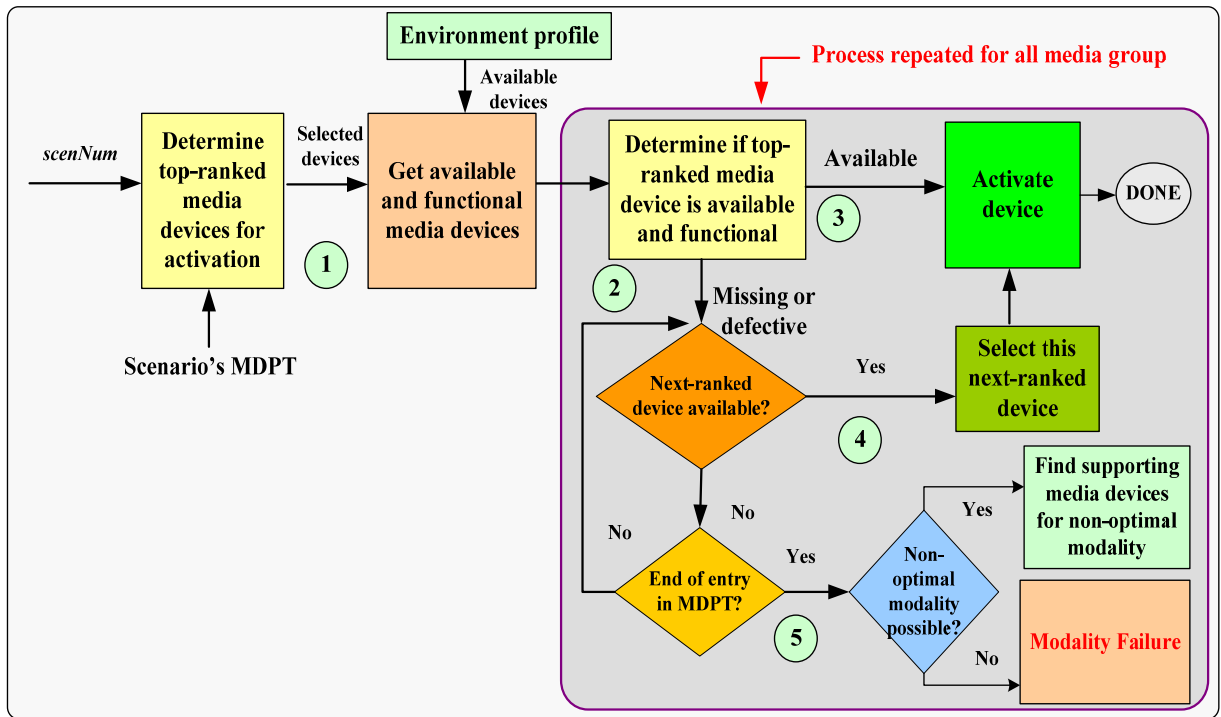 Environment profile
Process repeated for all media group
Available
devices
scenNum
Determine
top-ranked
media
devices for
activation
Selected
devices
1
Get available
and functional
media devices
Determine if top-
ranked media
device is available
and functional
Available
3
Activate
device
DONE
2
Missing or
defective
Scenario's MDPT
Next-ranked
device available?
Yes
4
Select this
next-ranked
device
No
No
End of entry
in MDPT?
Yes
5
Non-
optimal
modality
possible?
Yes
Find supporting
media devices
for non-optimal
modality
No
Modality Failure